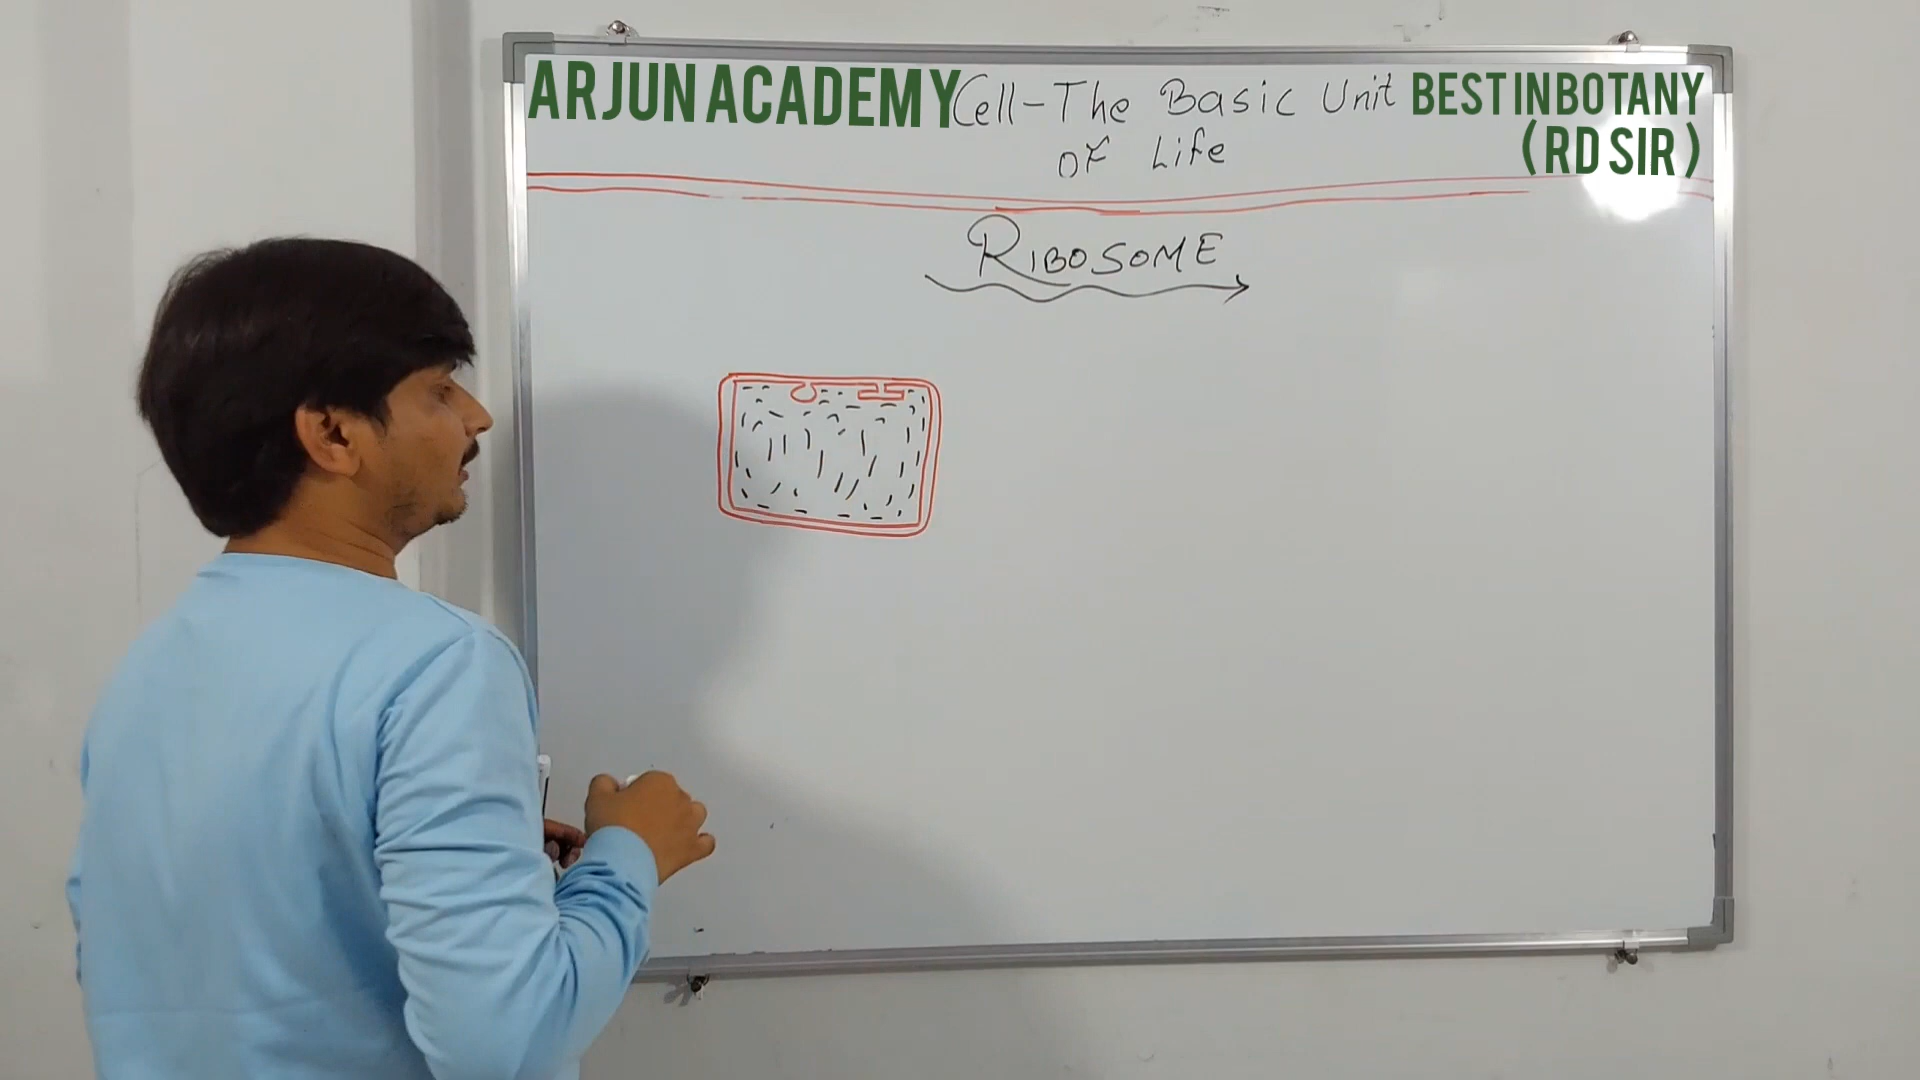 ARJUN ACADEMY
Cell-The Basic Unit
of Life
BEST IN BOTANY
(RD SIR)
RIBOSOME